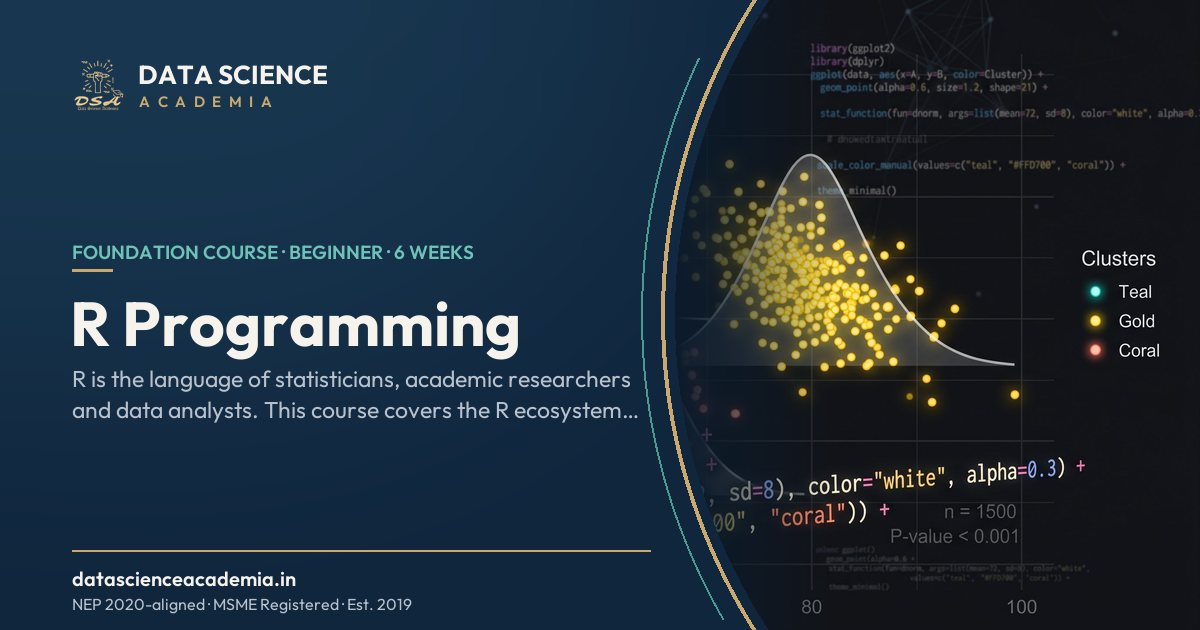 DSA
DATA SCIENCE
ACADEMIA
FOUNDATION COURSE · BEGINNER · 6 WEEKS
R Programming
R is the language of statisticians, academic researchers
and data analysts. This course covers the R ecosystem...
datascienceacademia.in
NEP 2020-aligned · MSME Registered · Est. 2019
library(ggplot2)
library(dplyr)
ggplot(data, aes(x=A, y=B, color=Cluster)) +
geom_point(alpha=0.6, size=1.2, shape=21) +
stat_function(fun=dnorm, args=list(mean=72, sd=8), color="white", alpha=0.
scale_color_manual(values=c("teal", "#FFD700", "coral")) +
theme_minimal()
Clusters
Teal
Gold
Coral
, sd=8), color="white", alpha=0.3) +
00", "coral")) +
n = 1500
P-value < 0.001
80
100